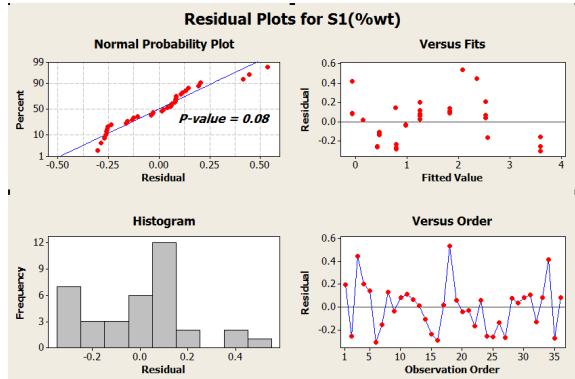 Residual Plots for S1(%wt)
Normal Probability Plot
Percent
99
90
50
10
1
-0.50 -0.25 0.00 0.25 0.50
Residual
P-value = 0.08
Versus Fits
Residual
0.6
0.4
0.2
0.0
-0.2
0 1 2 3 4
Fitted Value
Histogram
Frequency
12
9
6
3
0
-0.2 0.0 0.2 0.4
Residual
Versus Order
Residual
0.6
0.4
0.2
0.0
-0.2
1 5 10 15 20 25 30 35
Observation Order